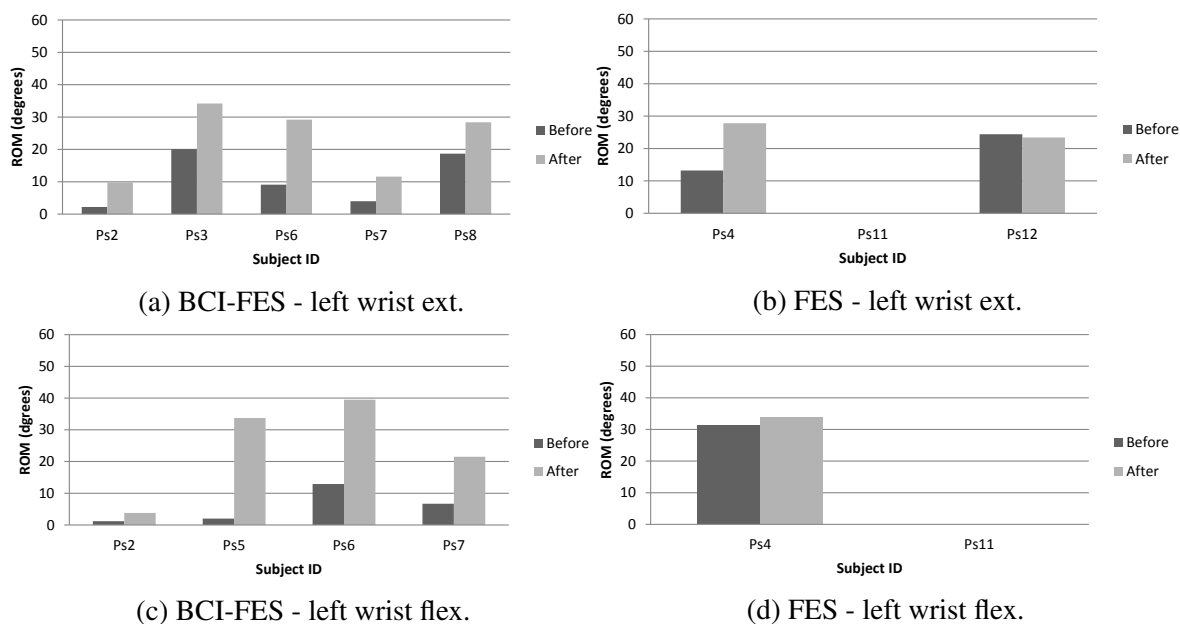 60
50
40
30
20
10
0
ROM (degrees)
Before
After
Ps2 Ps3 Ps6 Ps7 Ps8
Subject ID
(a) BCI-FES - left wrist ext.
60
50
40
30
20
10
0
ROM (degrees)
Before
After
Ps4 Ps11 Ps12
Subject ID
(b) FES - left wrist ext.
60
50
40
30
20
10
0
ROM (dgrees)
Before
After
Ps2 Ps5 Ps6 Ps7
Subject ID
(c) BCI-FES - left wrist flex.
60
50
40
30
20
10
0
ROM (degrees)
Before
After
Ps4 Ps11
Subject ID
(d) FES - left wrist flex.